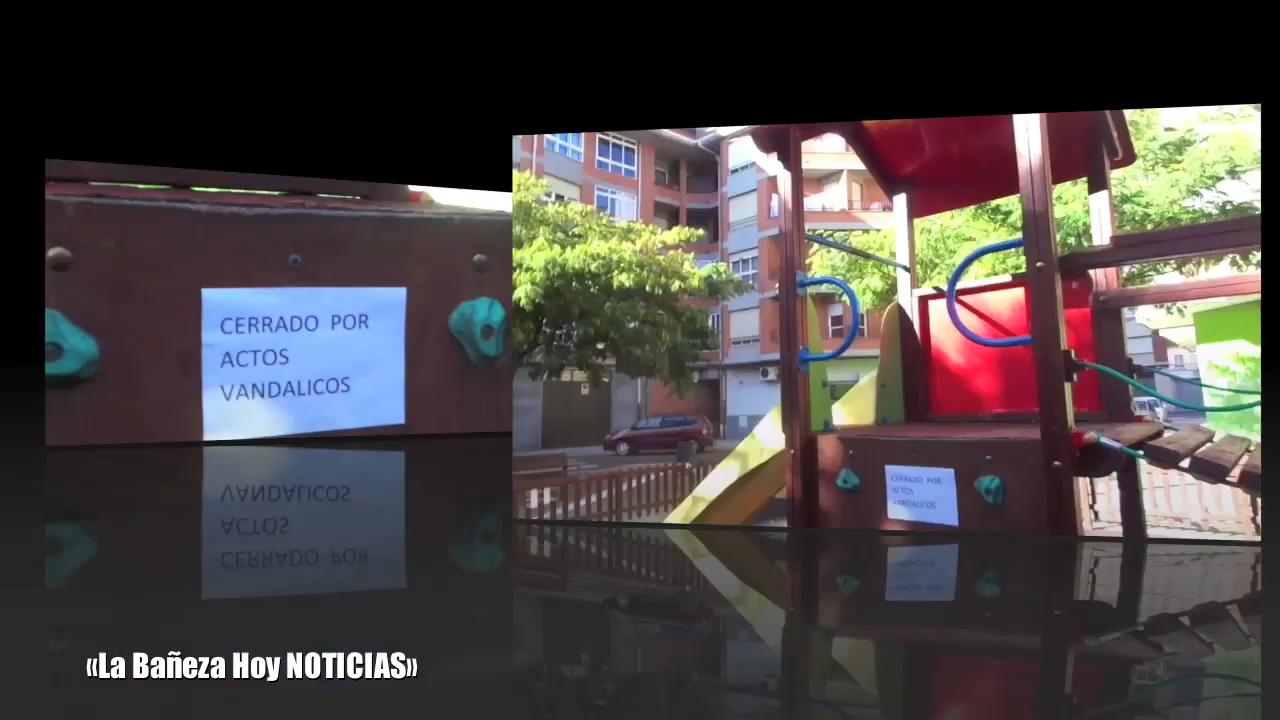 CERRADO POR
ACTOS
VANDALICOS
CERRADO POR
ACTOS
VANDALICOS
«La Bañeza Hoy NOTICIAS»